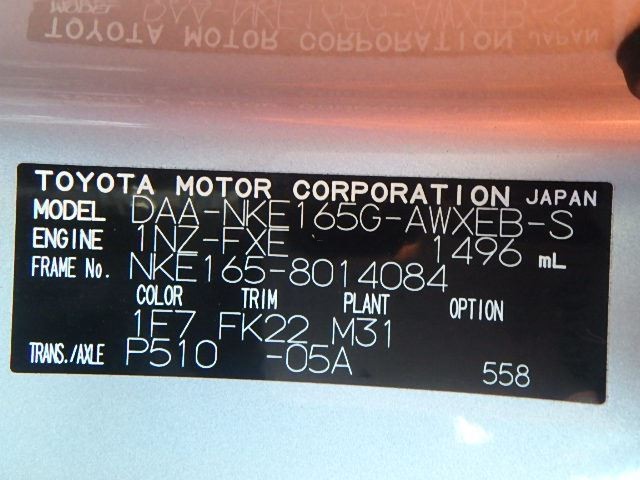 TOYOTA MOTOR CORPORATION JAPAN
MODEL DAA-NKE165G-AWXEB-S
ENGINE 1NZ-FXE 1496 mL
FRAME No. NKE165-8014084
COLOR TRIM PLANT OPTION
1F7 FK22 M31
TRANS./AXLE P510 -05A 558